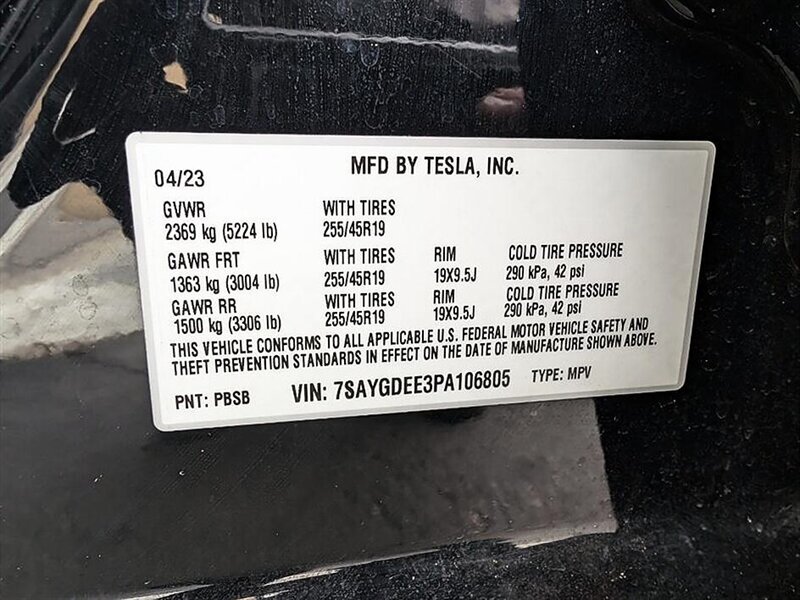 MFD BY TESLA, INC.
04/23
GVWR WITH TIRES
2369 kg (5224 lb) 255/45R19
GAWR FRT WITH TIRES RIM COLD TIRE PRESSURE
1363 kg (3004 lb) 255/45R19 19X9.5J 290 kPa, 42 psi
GAWR RR WITH TIRES RIM COLD TIRE PRESSURE
1500 kg (3306 lb) 255/45R19 19X9.5J 290 kPa, 42 psi
THIS VEHICLE CONFORMS TO ALL APPLICABLE U.S. FEDERAL MOTOR VEHICLE SAFETY AND
THEFT PREVENTION STANDARDS IN EFFECT ON THE DATE OF MANUFACTURE SHOWN ABOVE.
PNT: PBSB VIN: 7SAYGDEE3PA106805 TYPE: MPV